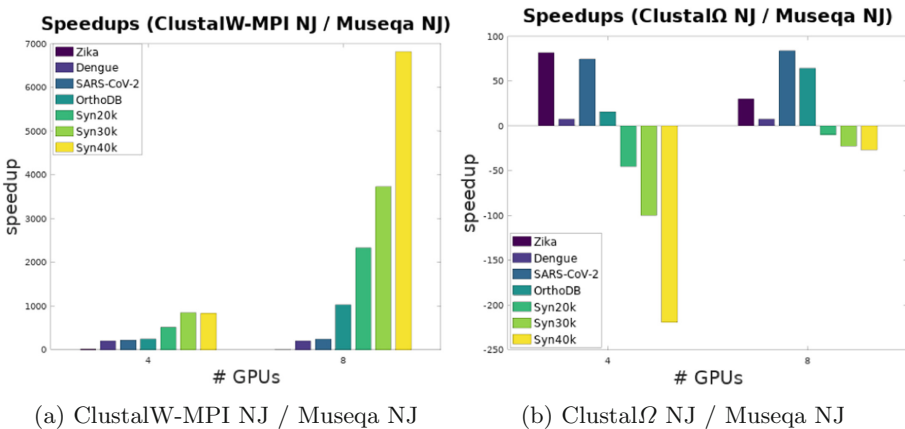 Speedups (ClustalW-MPI NJ / Museqa NJ)
7000
6000
5000
4000
3000
2000
1000
0
speedup
Zika
Dengue
SARS-CoV-2
OrthoDB
Syn20k
Syn30k
Syn40k
4
8
# GPUs
(a) ClustalW-MPI NJ / Museqa NJ
Speedups (ClustalΩ NJ / Museqa NJ)
100
50
0
-50
-100
-150
-200
-250
speedup
Zika
Dengue
SARS-CoV-2
OrthoDB
Syn20k
Syn30k
Syn40k
4
8
# GPUs
(b) ClustalΩ NJ / Museqa NJ